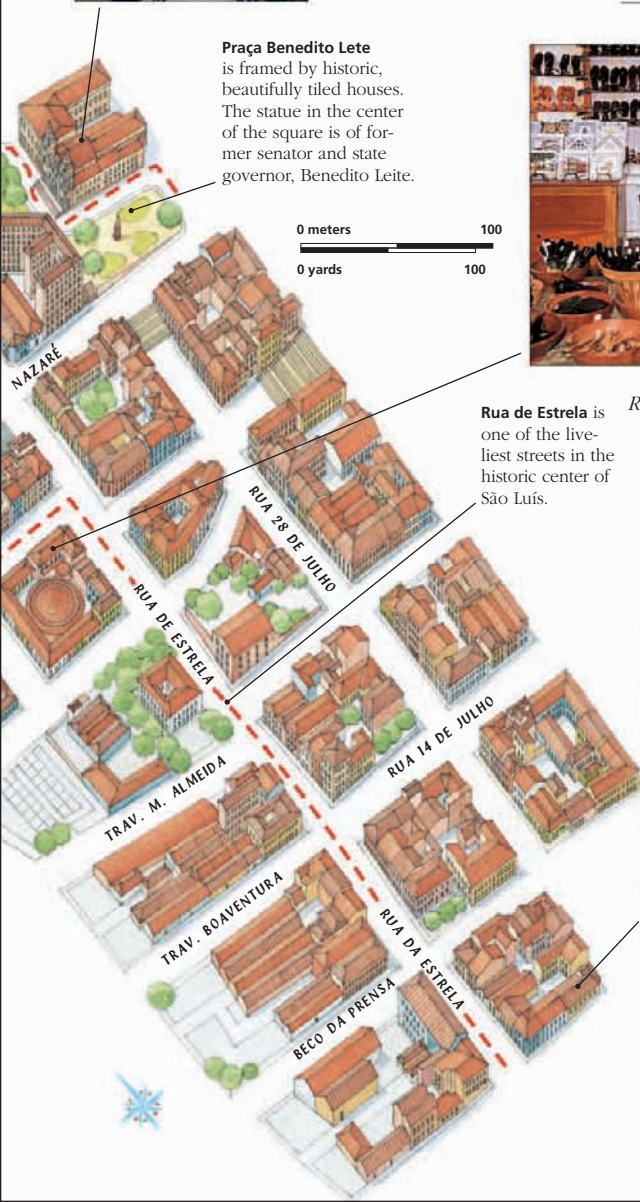 Praça Benedito Lete
is framed by historic,
beautifully tiled houses.
The statue in the center
of the square is of for-
mer senator and state
governor, Benedito Leite.
0 meters 100
0 yards 100
NAZARÉ
Rua de Estrela is
one of the live-
liest streets in the
historic center of
São Luís.
R
RUA 28 DE JULHO
RUA DE ESTRELA
RUA 14 DE JULHO
TRAV. M. ALMEIDA
TRAV. BOAVENTURA
RUA DA ESTRELA
BECO DA PRENSA